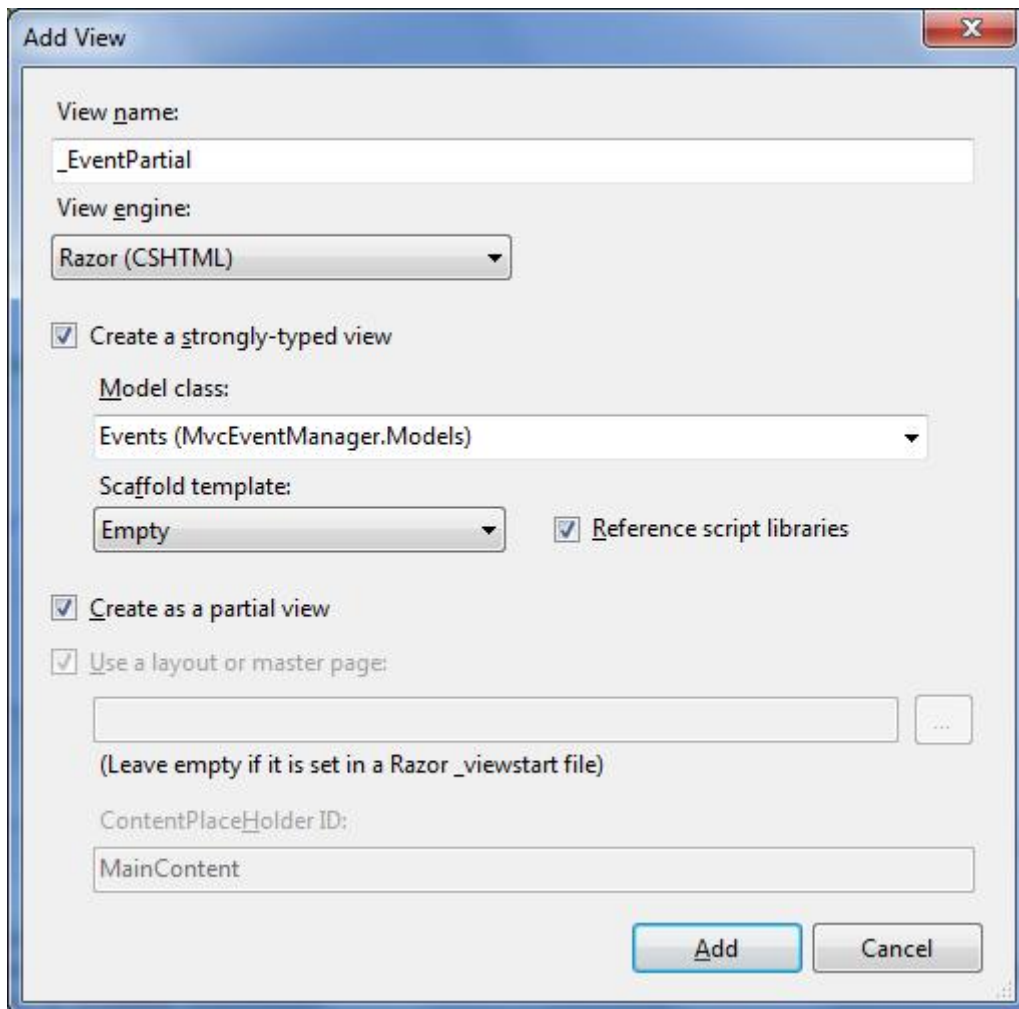 Add View
View name:
_EventPartial
View engine:
Razor (CSHTML)
Create a strongly-typed view
Model class:
Events (MvcEventManager.Models)
Scaffold template:
Empty
Reference script libraries
Create as a partial view
Use a layout or master page:
...
(Leave empty if it is set in a Razor _viewstart file)
ContentPlaceHolder ID:
MainContent
Add
Cancel